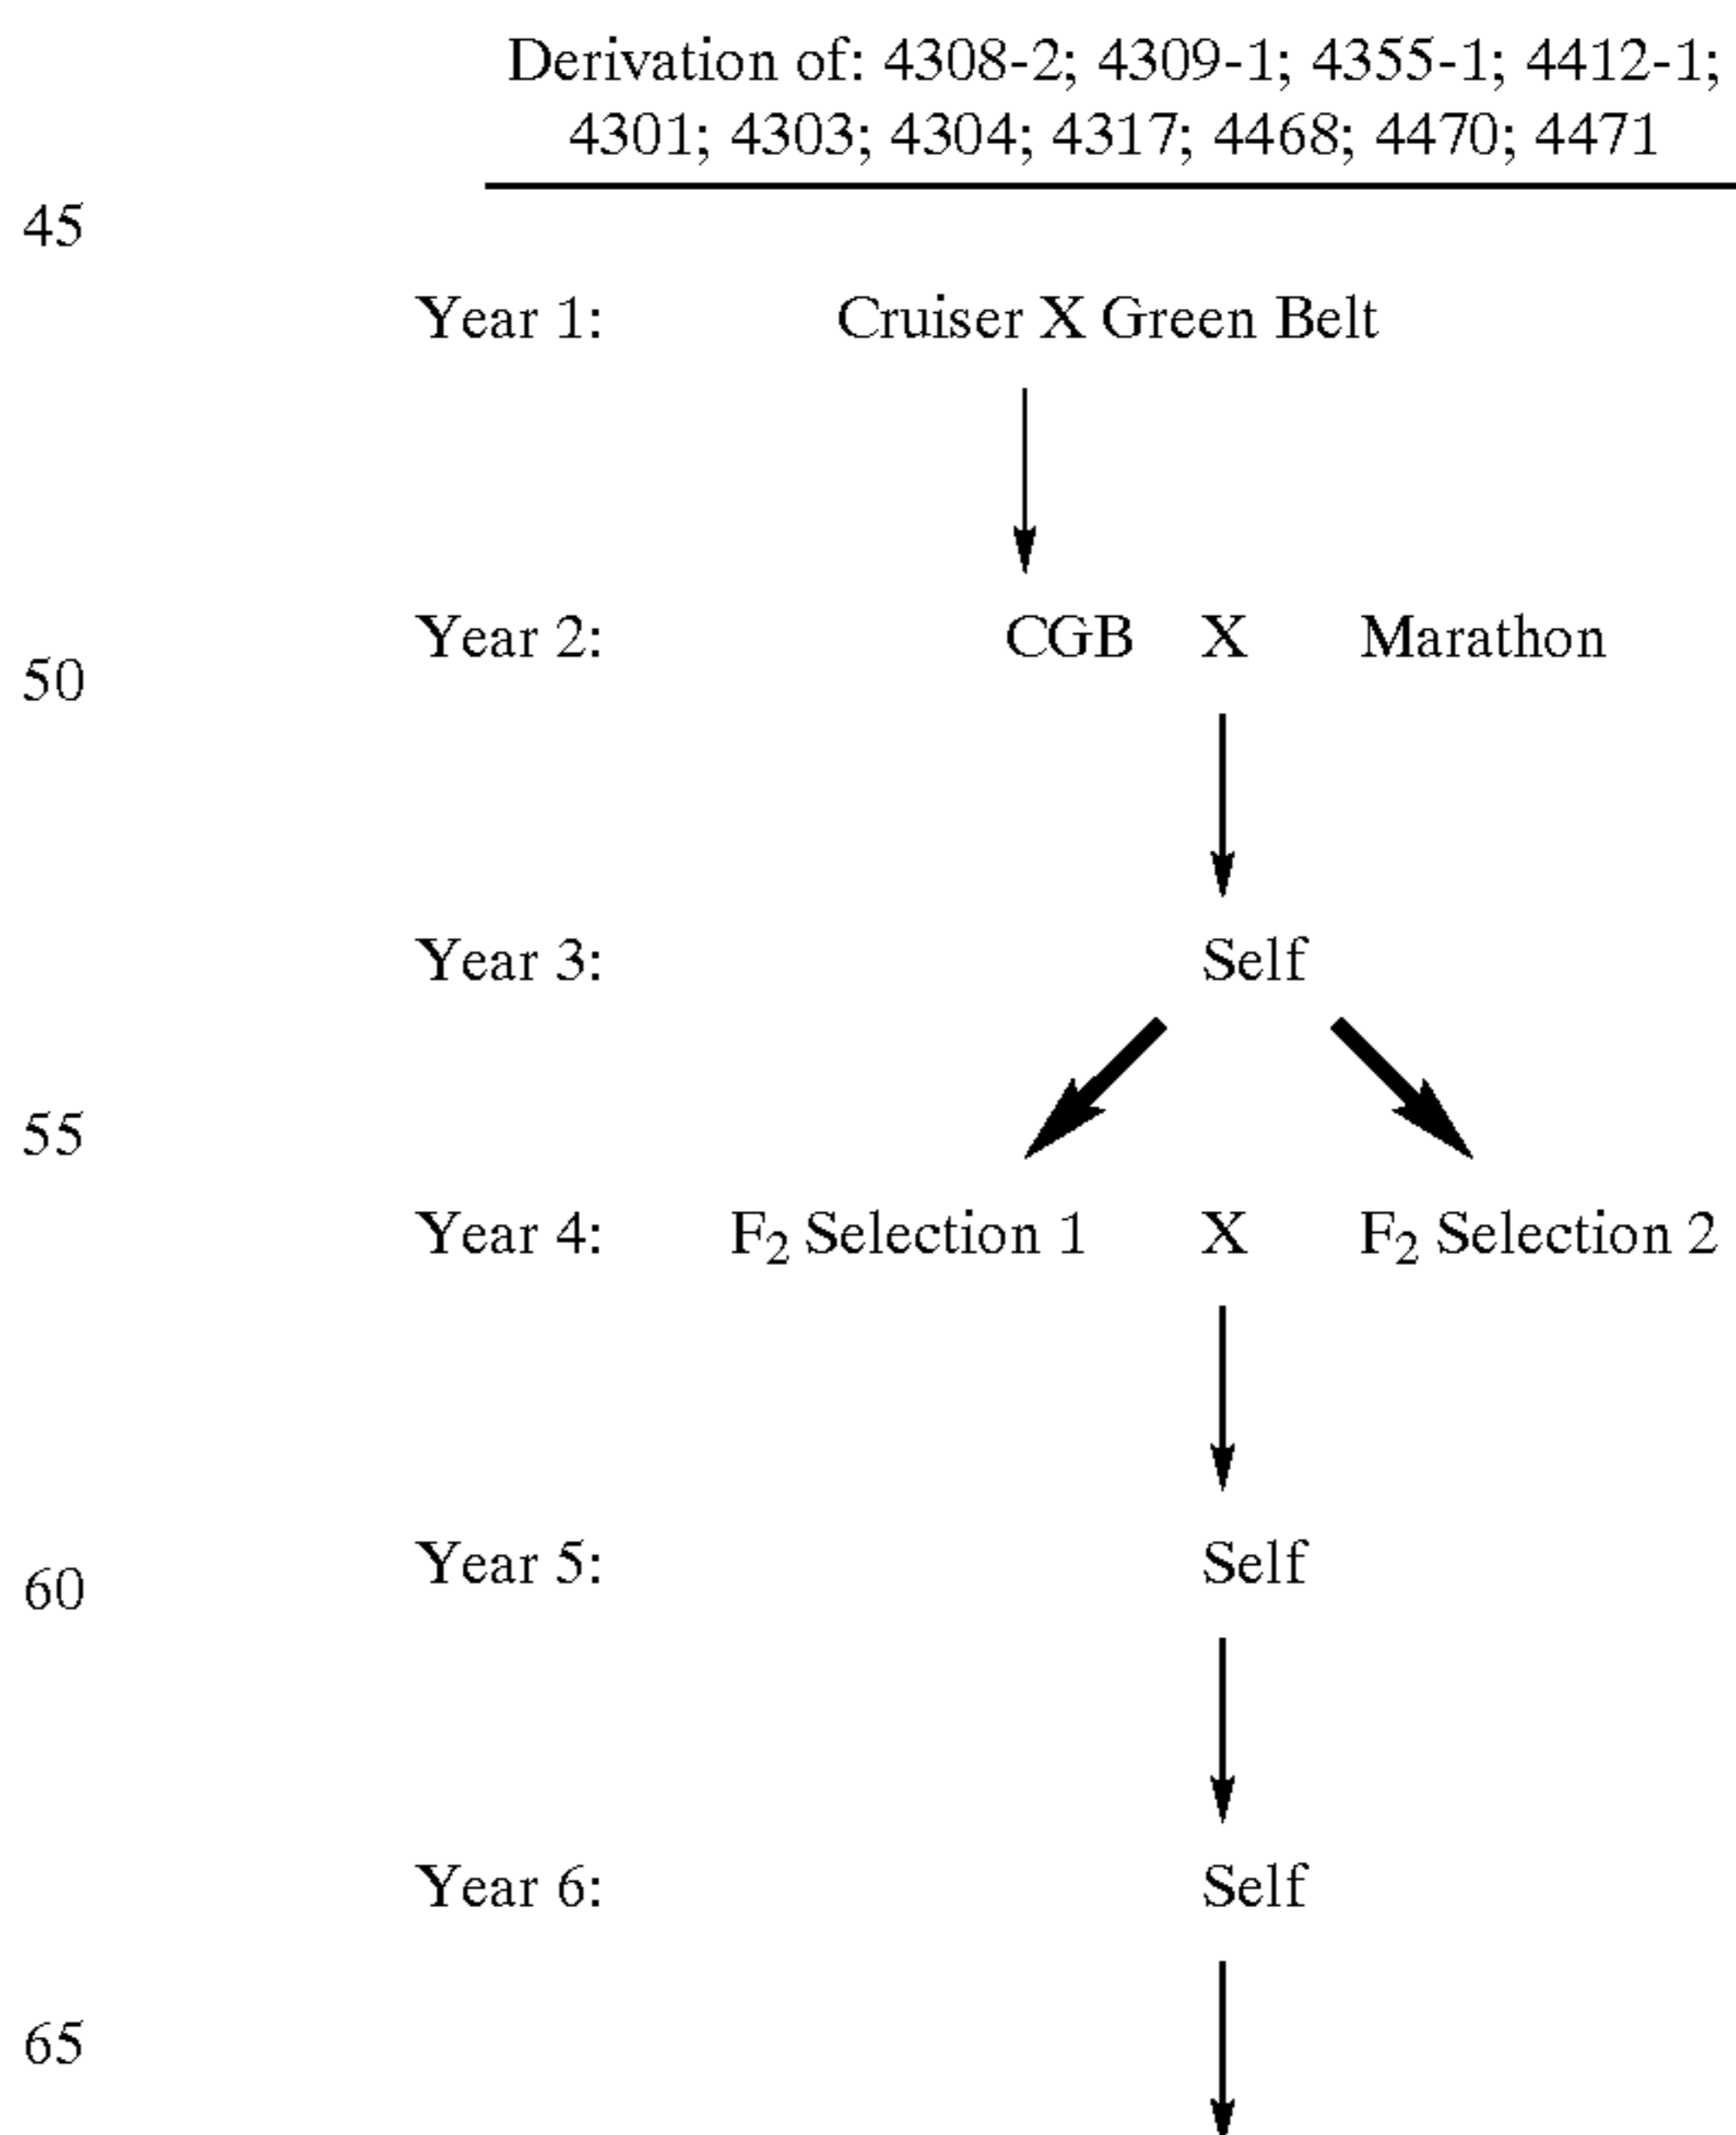 Derivation of: 4308-2; 4309-1; 4355-1; 4412-1;
4301; 4303; 4304; 4317; 4468; 4470; 4471
45
Year 1: Cruiser X Green Belt
Year 2: CGB X Marathon
50
Year 3: Self
55
Year 4: F₂ Selection 1 X F₂ Selection 2
Year 5: Self
60
Year 6: Self
65